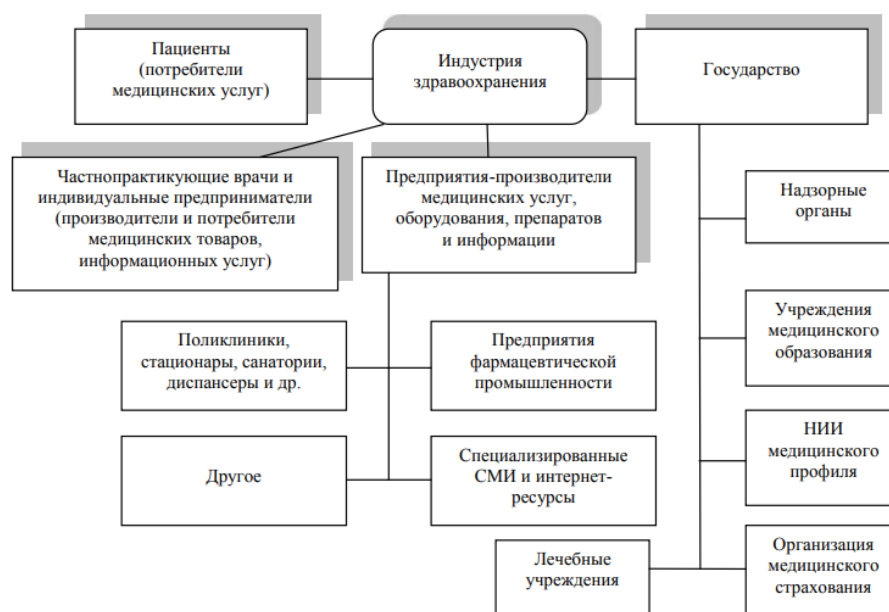 Пациенты
(потребители
медицинских услуг)
Индустрия
здравоохранения
Государство
Частнопрактикующие врачи и
индивидуальные предприниматели
(производители и потребители
медицинских товаров,
информационных услуг)
Предприятия-производители
медицинских услуг,
оборудования, препаратов
и информации
Надзорные
органы
Поликлиники,
стационары, санатории,
диспансеры и др.
Предприятия
фармацевтической
промышленности
Учреждения
медицинского
образования
Другое
Специализированные
СМИ и интернет-
ресурсы
НИИ
медицинского
профиля
Лечебные
учреждения
Организация
медицинского
страхования